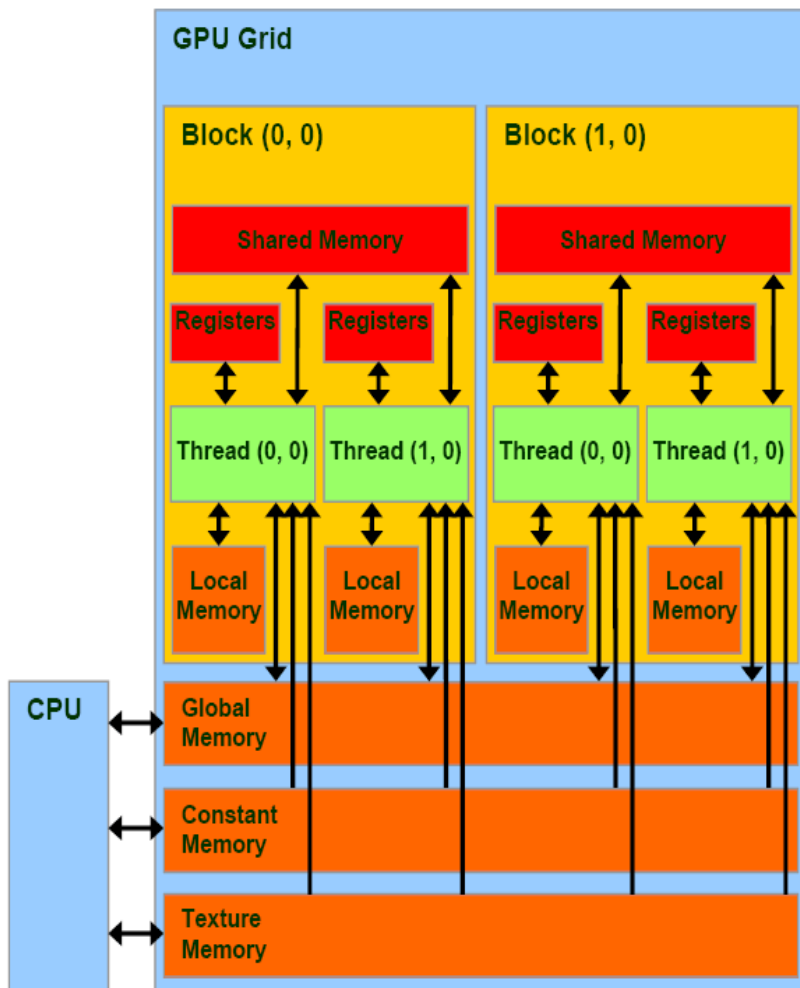 GPU Grid
Block (0, 0)
Shared Memory
Registers
Registers
Thread (0, 0)
Thread (1, 0)
Local
Memory
Local
Memory
Block (1, 0)
Shared Memory
Registers
Registers
Thread (0, 0)
Thread (1, 0)
Local
Memory
Local
Memory
CPU
Global
Memory
Constant
Memory
Texture
Memory